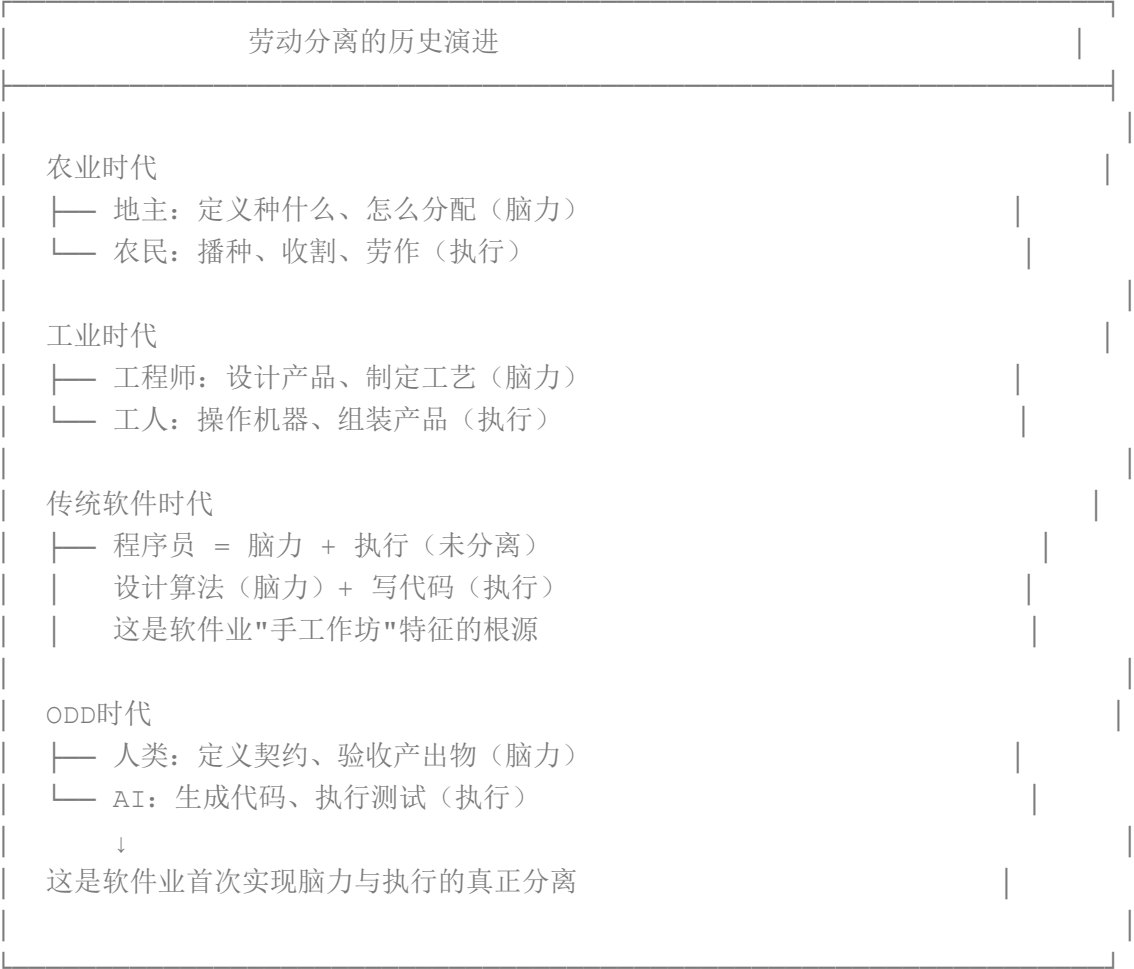 劳动分离的历史演进
农业时代
├── 地主：定义种什么、怎么分配（脑力）
└── 农民：播种、收割、劳作（执行）
工业时代
├── 工程师：设计产品、制定工艺（脑力）
└── 工人：操作机器、组装产品（执行）
传统软件时代
├── 程序员 = 脑力 + 执行（未分离）
│ 设计算法（脑力）+ 写代码（执行）
│ 这是软件业"手工作坊"特征的根源
ODD时代
├── 人类：定义契约、验收产出物（脑力）
└── AI：生成代码、执行测试（执行）
↓
这是软件业首次实现脑力与执行的真正分离